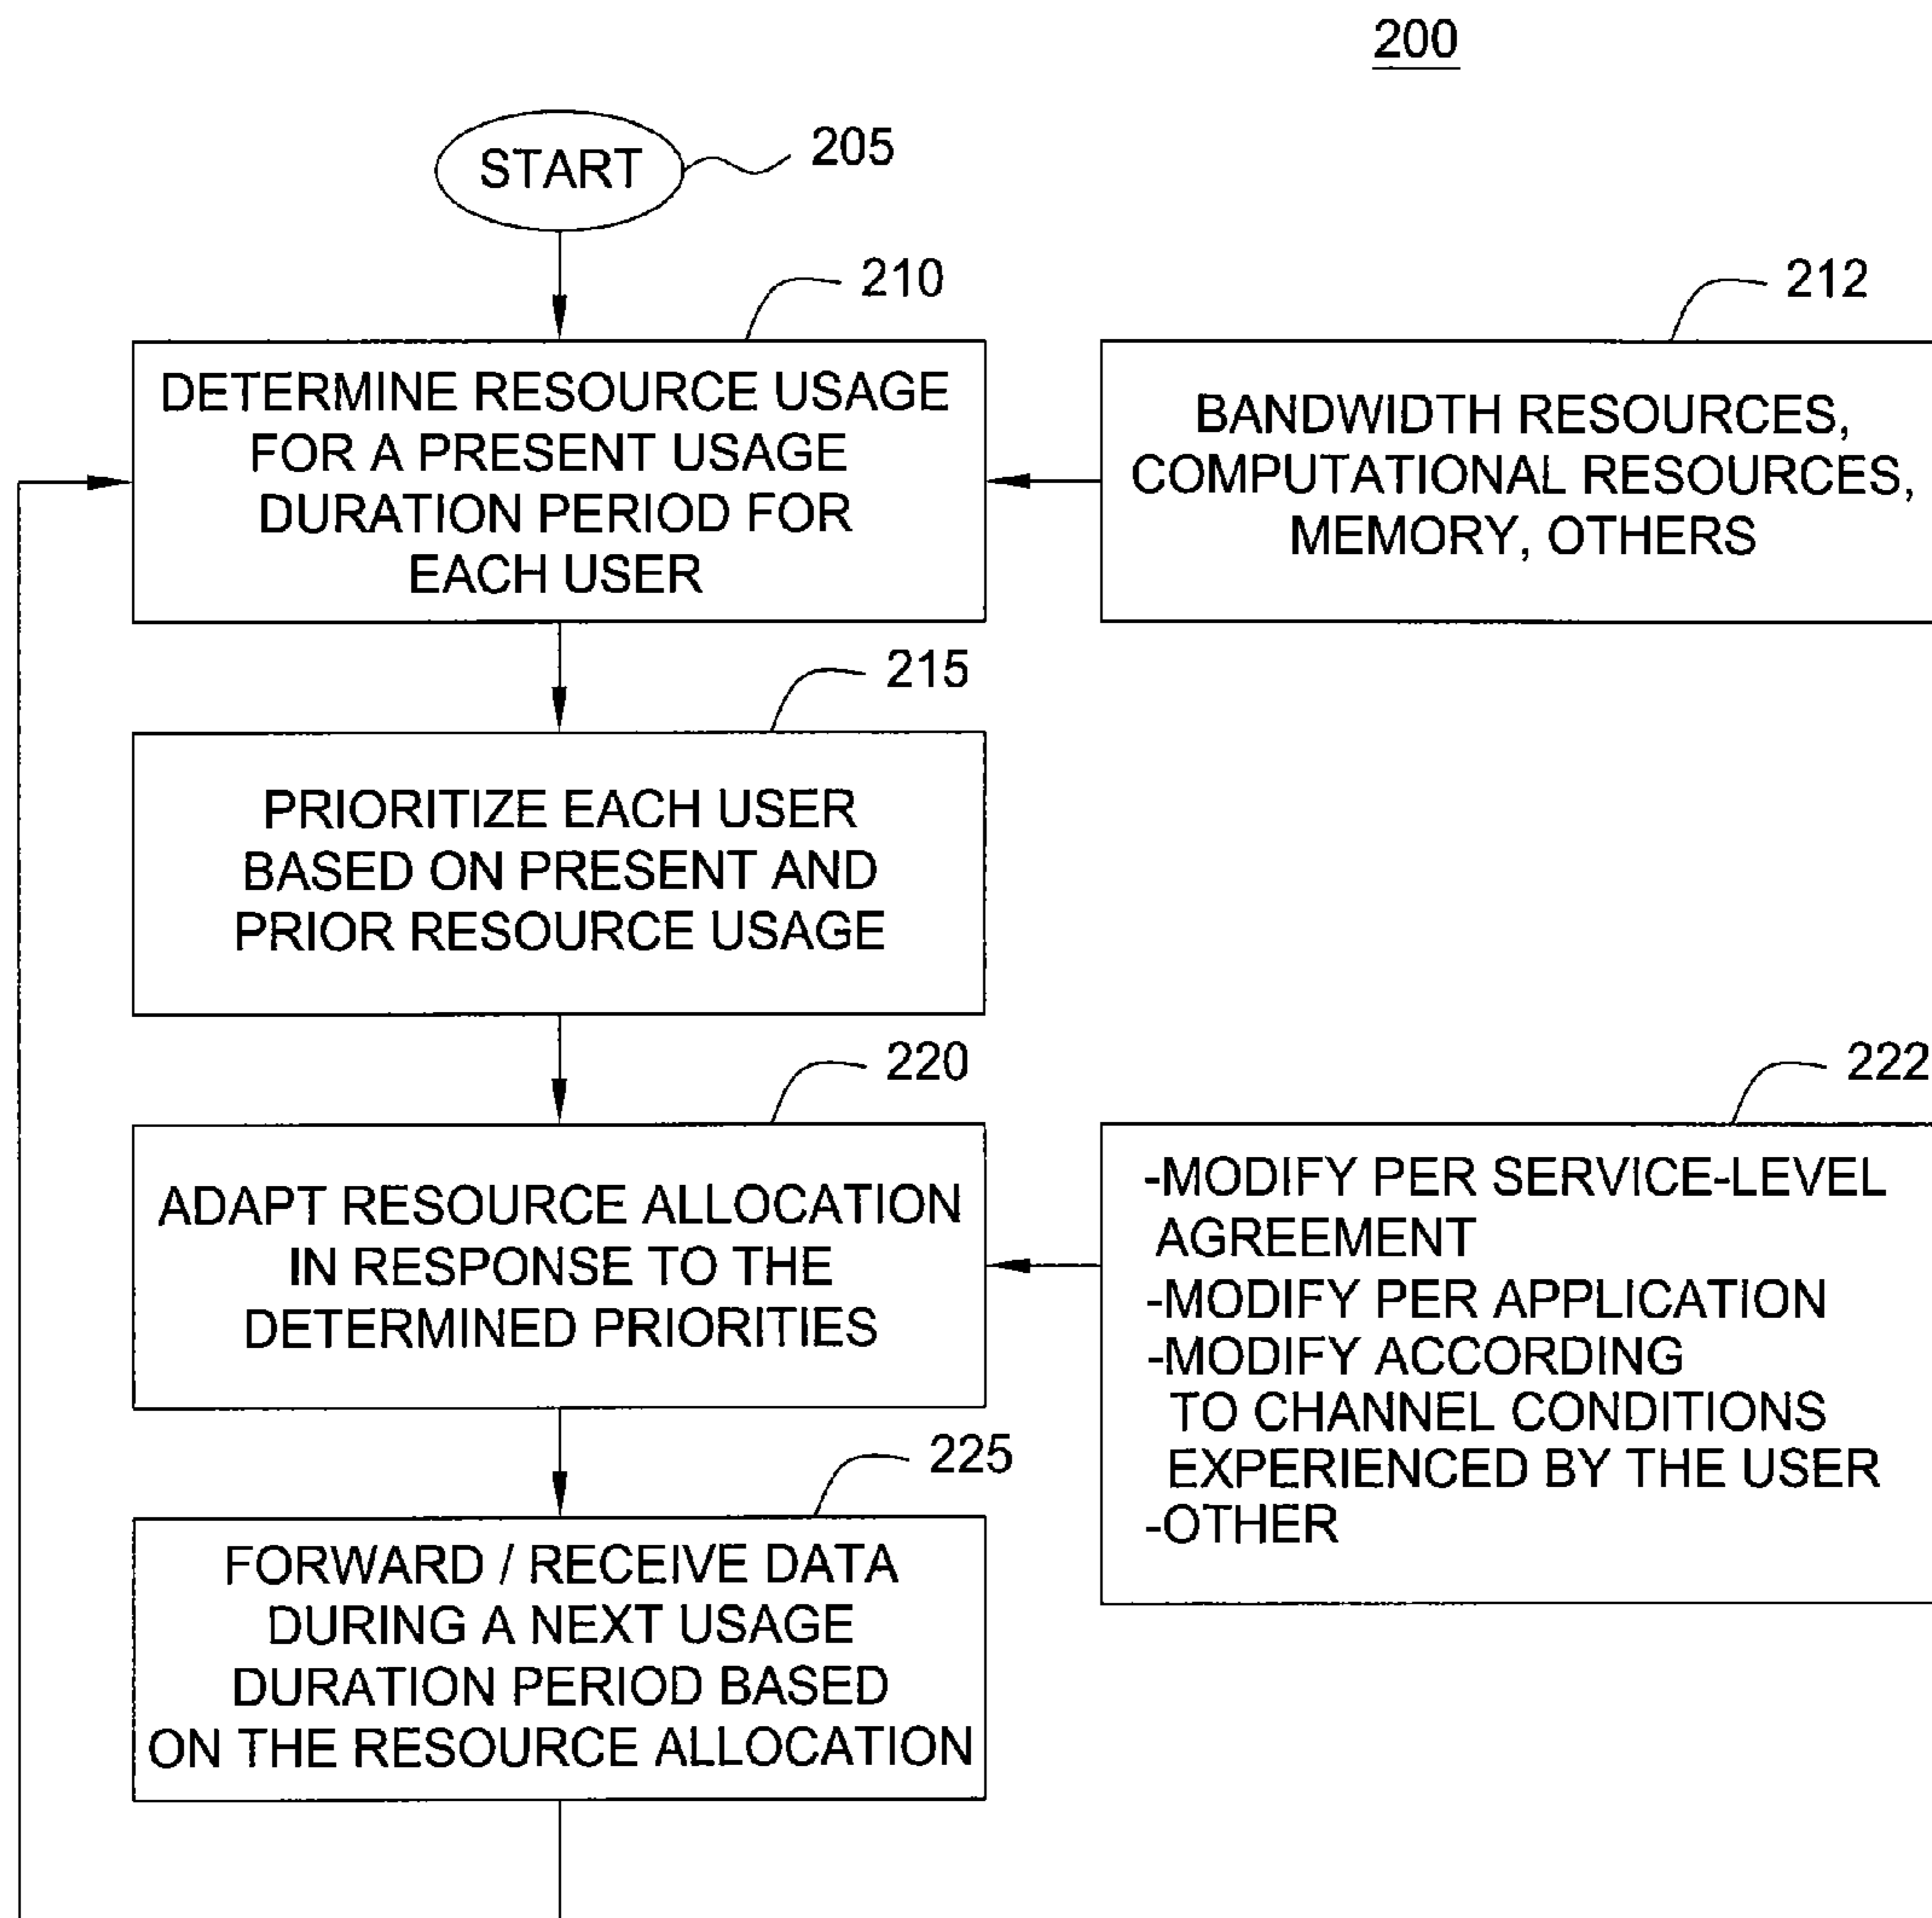 200
START
205
210
DETERMINE RESOURCE USAGE
FOR A PRESENT USAGE
DURATION PERIOD FOR
EACH USER
212
BANDWIDTH RESOURCES,
COMPUTATIONAL RESOURCES,
MEMORY, OTHERS
215
PRIORITIZE EACH USER
BASED ON PRESENT AND
PRIOR RESOURCE USAGE
220
ADAPT RESOURCE ALLOCATION
IN RESPONSE TO THE
DETERMINED PRIORITIES
222
-MODIFY PER SERVICE-LEVEL
AGREEMENT
-MODIFY PER APPLICATION
-MODIFY ACCORDING
TO CHANNEL CONDITIONS
EXPERIENCED BY THE USER
-OTHER
225
FORWARD / RECEIVE DATA
DURING A NEXT USAGE
DURATION PERIOD BASED
ON THE RESOURCE ALLOCATION